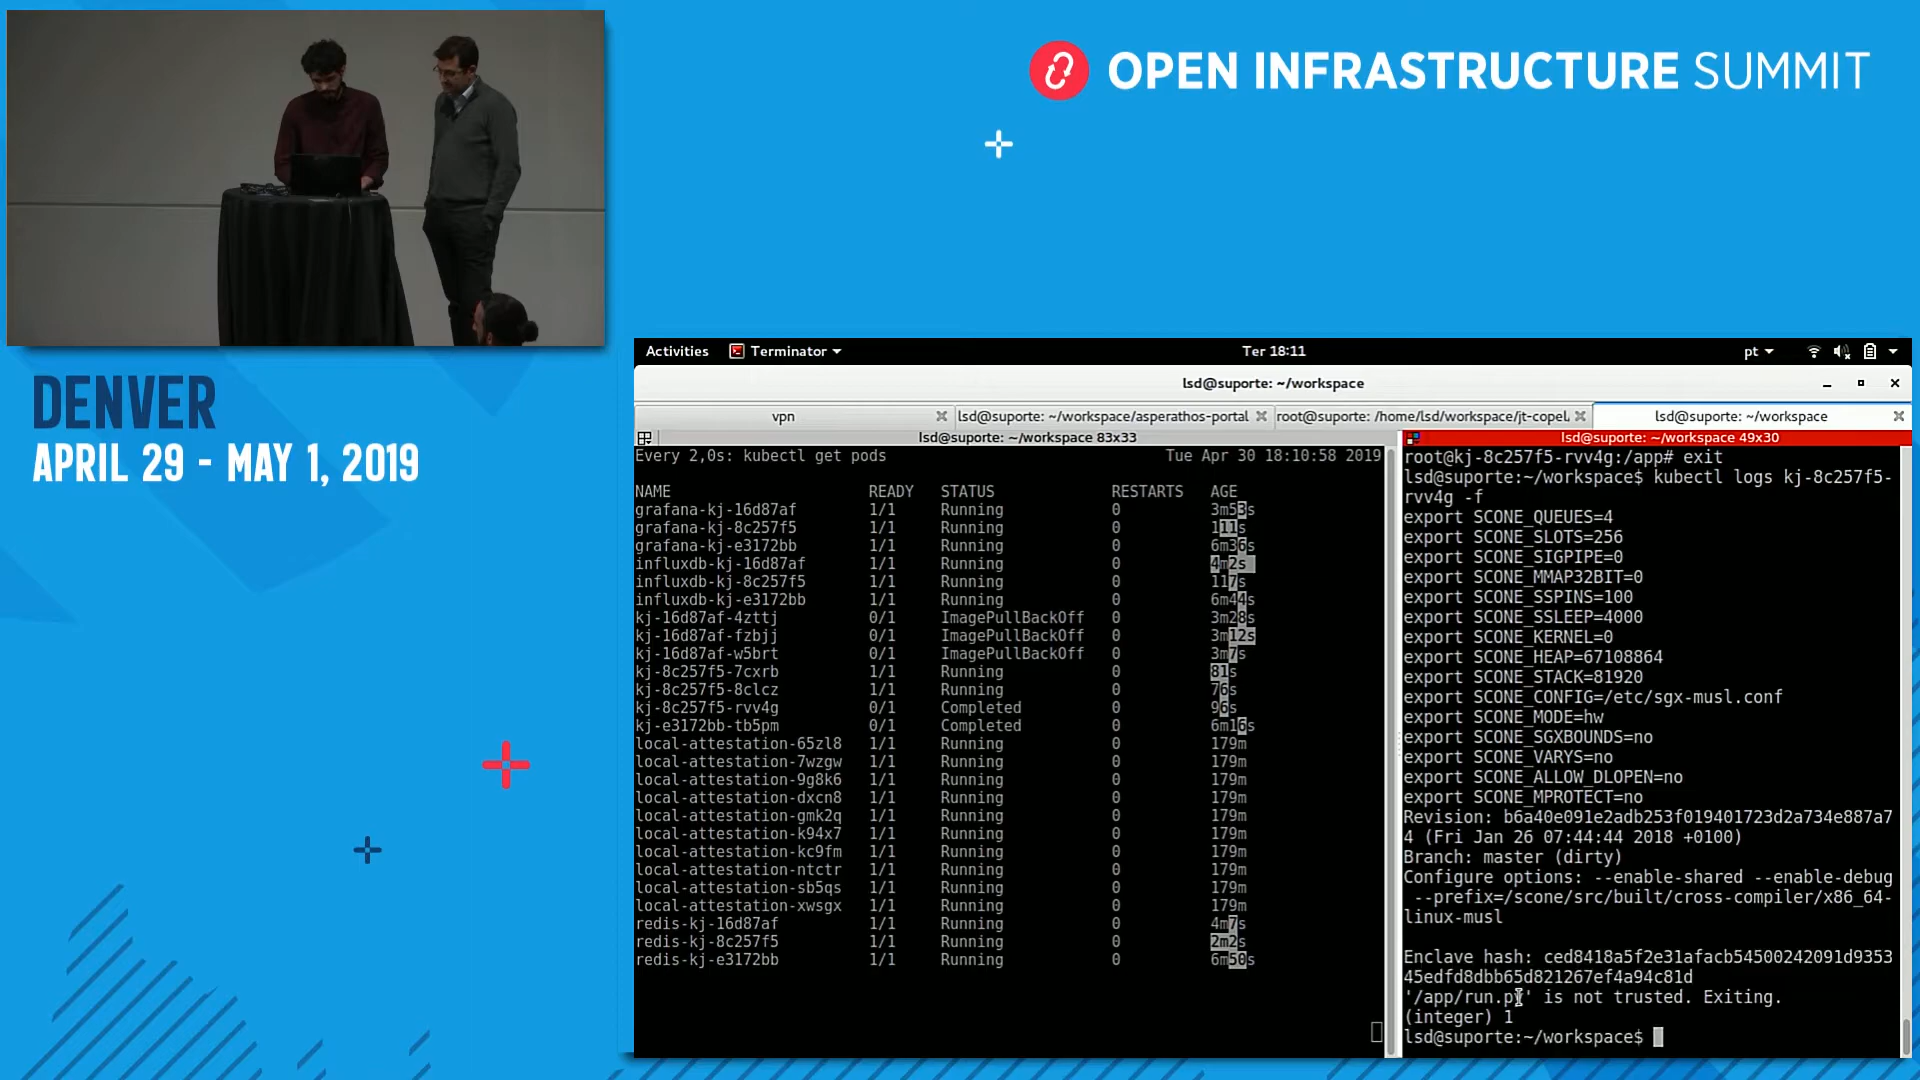 OPEN INFRASTRUCTURE SUMMIT
DENVER
APRIL 29 - MAY 1, 2019
Activities Terminator Ter 18:11 pt
lsd@suporte: ~/workspace
vpn lsd@suporte: ~/workspace/asperathos-portal root@suporte: /home/lsd/workspace/jt-copel. lsd@suporte: ~/workspace
lsd@suporte: ~/workspace 83x33
Every 2,0s: kubectl get pods Tue Apr 30 18:10:58 2019
NAME READY STATUS RESTARTS AGE
grafana-kj-16d87af 1/1 Running 0 3m53s
grafana-kj-8c257f5 1/1 Running 0 111s
grafana-kj-e3172bb 1/1 Running 0 6m36s
influxdb-kj-16d87af 1/1 Running 0 4m2s
influxdb-kj-8c257f5 1/1 Running 0 117s
influxdb-kj-e3172bb 1/1 Running 0 6m44s
kj-16d87af-4zttj 0/1 ImagePullBackOff 0 3m28s
kj-16d87af-fzbjj 0/1 ImagePullBackOff 0 3m12s
kj-16d87af-w5brt 0/1 ImagePullBackOff 0 3m7s
kj-8c257f5-7cxrb 1/1 Running 0 81s
kj-8c257f5-8clcz 1/1 Running 0 76s
kj-8c257f5-rvv4g 0/1 Completed 0 96s
kj-e3172bb-tb5pm 0/1 Completed 0 6m16s
local-attestation-65zl8 1/1 Running 0 179m
local-attestation-7wzgw 1/1 Running 0 179m
local-attestation-9g8k6 1/1 Running 0 179m
local-attestation-dxcn8 1/1 Running 0 179m
local-attestation-gmk2q 1/1 Running 0 179m
local-attestation-k94x7 1/1 Running 0 179m
local-attestation-kc9fm 1/1 Running 0 179m
local-attestation-ntctr 1/1 Running 0 179m
local-attestation-sb5qs 1/1 Running 0 179m
local-attestation-xwsgx 1/1 Running 0 179m
redis-kj-16d87af 1/1 Running 0 4m7s
redis-kj-8c257f5 1/1 Running 0 2m2s
redis-kj-e3172bb 1/1 Running 0 6m50s
lsd@suporte: ~/workspace 49x30
root@kj-8c257f5-rvv4g:/app# exit
lsd@suporte:~/workspace$ kubectl logs kj-8c257f5-
rvv4g -f
export SCONE_QUEUES=4
export SCONE_SLOTS=256
export SCONE_SIGPIPE=0
export SCONE_MMAP32BIT=0
export SCONE_SSPINS=100
export SCONE_SSLEEP=4000
export SCONE_KERNEL=0
export SCONE_HEAP=67108864
export SCONE_STACK=81920
export SCONE_CONFIG=/etc/sgx-musl.conf
export SCONE_MODE=hw
export SCONE_SGXBOUNDS=no
export SCONE_VARYS=no
export SCONE_ALLOW_DLOPEN=no
export SCONE_MPROTECT=no
Revision: b6a40e091e2adb253f019401723d2a734e887a7
4 (Fri Jan 26 07:44:44 2018 +0100)
Branch: master (dirty)
Configure options: --enable-shared --enable-debug
--prefix=/scone/src/built/cross-compiler/x86_64-
linux-musl
Enclave hash: ced8418a5f2e31afacb54500242091d9353
45edfd8dbb65d821267ef4a94c81d
'/app/run.py' is not trusted. Exiting.
(integer) 1
lsd@suporte:~/workspace$